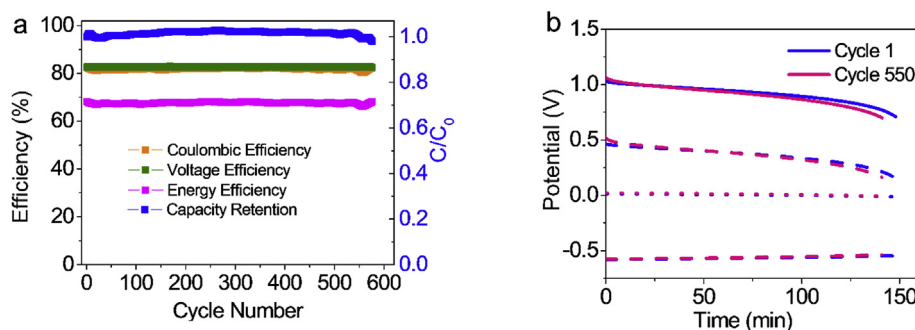 a
100
80
60
40
20
0
Efficiency (%)
Coulombic Efficiency
Voltage Efficiency
Energy Efficiency
Capacity Retention
1.0
0.8
0.6
0.4
0.2
0.0
C/C0
0 100 200 300 400 500 600
Cycle Number
b
Cycle 1
Cycle 550
1.5
1.0
0.5
0.0
-0.5
Potential (V)
0 50 100 150
Time (min)